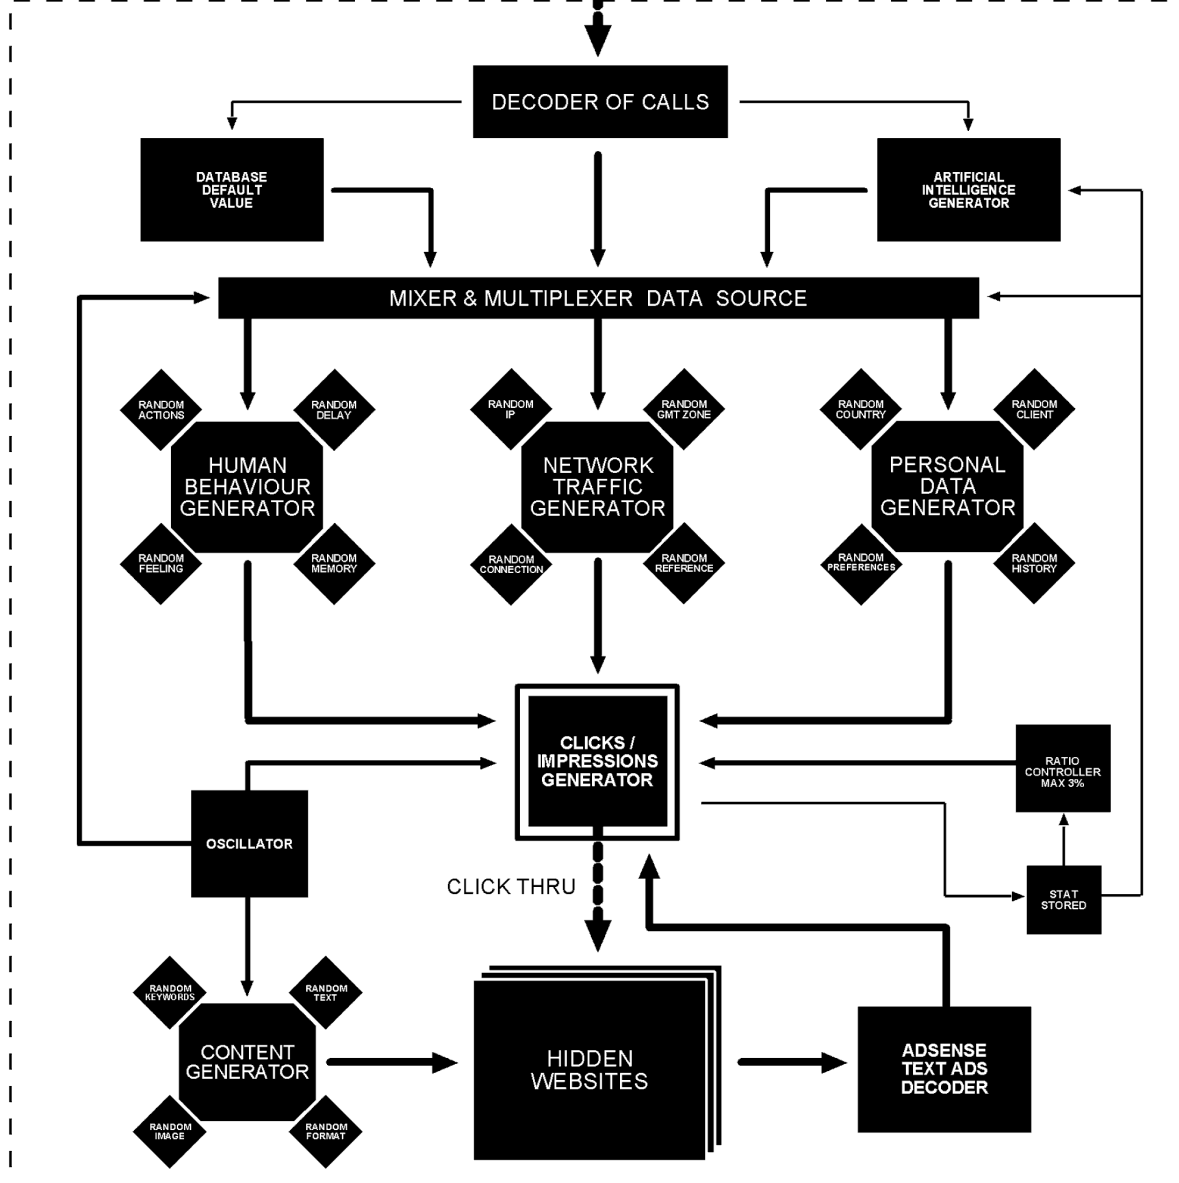 DECODER OF CALLS
DATABASE
DEFAULT
VALUE
ARTIFICIAL
INTELLIGENCE
GENERATOR
MIXER & MULTIPLEXER DATA SOURCE
RANDOM
ACTIONS
RANDOM
DELAY
HUMAN
BEHAVIOUR
GENERATOR
RANDOM
FEELING
RANDOM
MEMORY
RANDOM
IP
RANDOM
GMT ZONE
NETWORK
TRAFFIC
GENERATOR
RANDOM
CONNECTION
RANDOM
REFERENCE
RANDOM
COUNTRY
RANDOM
CLIENT
PERSONAL
DATA
GENERATOR
RANDOM
PREFERENCES
RANDOM
HISTORY
CLICKS /
IMPRESSIONS
GENERATOR
RATIO
CONTROLLER
MAX 3%
OSCILLATOR
CLICK THRU
STAT
STORED
RANDOM
KEYWORDS
RANDOM
TEXT
CONTENT
GENERATOR
RANDOM
IMAGE
RANDOM
FORMAT
HIDDEN
WEBSITES
ADSENSE
TEXT ADS
DECODER